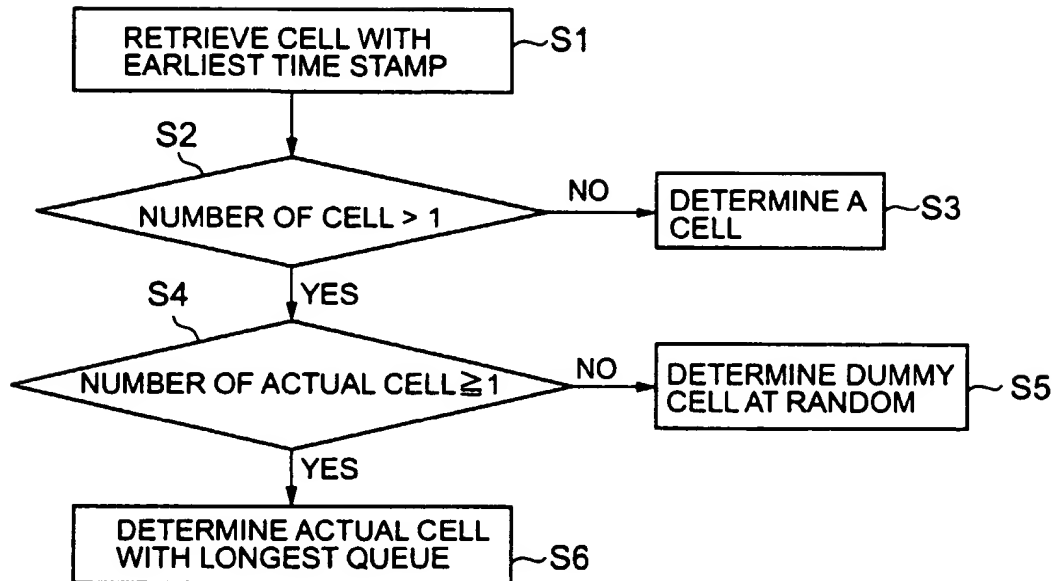 RETRIEVE CELL WITH
EARLIEST TIME STAMP
S1
S2
NUMBER OF CELL > 1
NO
DETERMINE A
CELL
S3
YES
S4
NUMBER OF ACTUAL CELL ≧ 1
NO
DETERMINE DUMMY
CELL AT RANDOM
S5
YES
DETERMINE ACTUAL CELL
WITH LONGEST QUEUE
S6